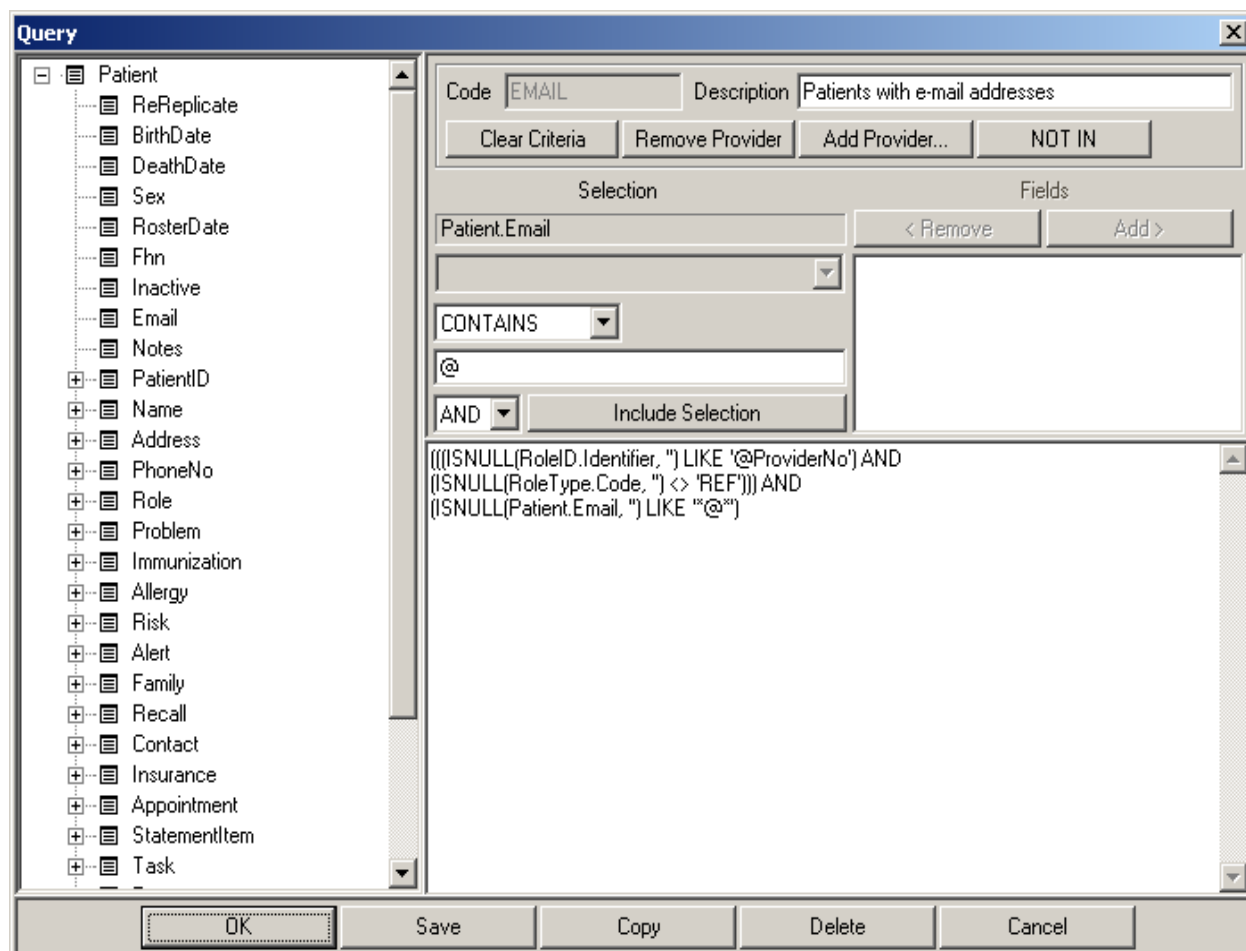 Query
Patient
ReReplicate
BirthDate
DeathDate
Sex
RosterDate
Fhn
Inactive
Email
Notes
PatientID
Name
Address
PhoneNo
Role
Problem
Immunization
Allergy
Risk
Alert
Family
Recall
Contact
Insurance
Appointment
StatementItem
Task
Code EMAIL Description Patients with e-mail addresses
Clear Criteria Remove Provider Add Provider... NOT IN
Selection Fields
Patient.Email < Remove Add >
CONTAINS
@
AND Include Selection
(((ISNULL(RoleID.Identifier, '') LIKE '@ProviderNo') AND
(ISNULL(RoleType.Code, '') <> 'REF'))) AND
(ISNULL(Patient.Email, '') LIKE '*@*')
OK Save Copy Delete Cancel